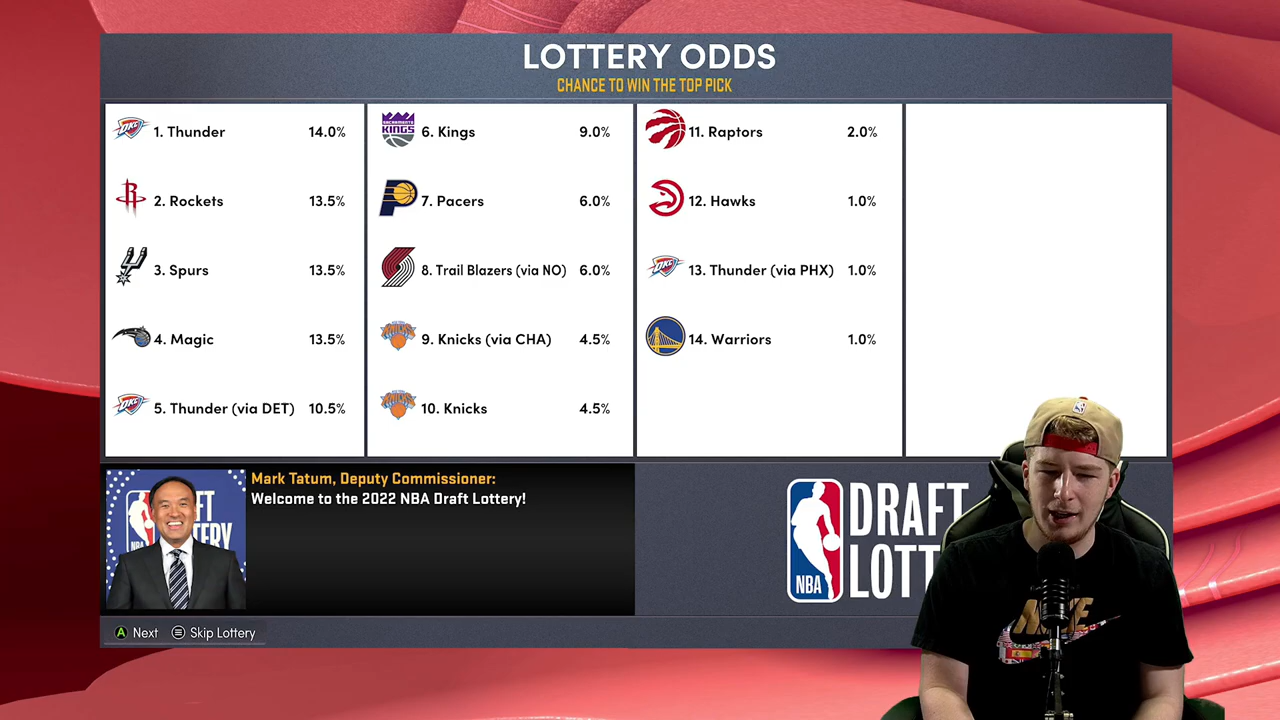 LOTTERY ODDS
CHANCE TO WIN THE TOP PICK
1. Thunder 14.0%
2. Rockets 13.5%
3. Spurs 13.5%
4. Magic 13.5%
5. Thunder (via DET) 10.5%
SACRAMENTO
KINGS
6. Kings 9.0%
7. Pacers 6.0%
8. Trail Blazers (via NO) 6.0%
9. Knicks (via CHA) 4.5%
10. Knicks 4.5%
11. Raptors 2.0%
12. Hawks 1.0%
13. Thunder (via PHX) 1.0%
14. Warriors 1.0%
Mark Tatum, Deputy Commissioner:
Welcome to the 2022 NBA Draft Lottery!
NBA
DRAFT
LOTT
A Next Skip Lottery